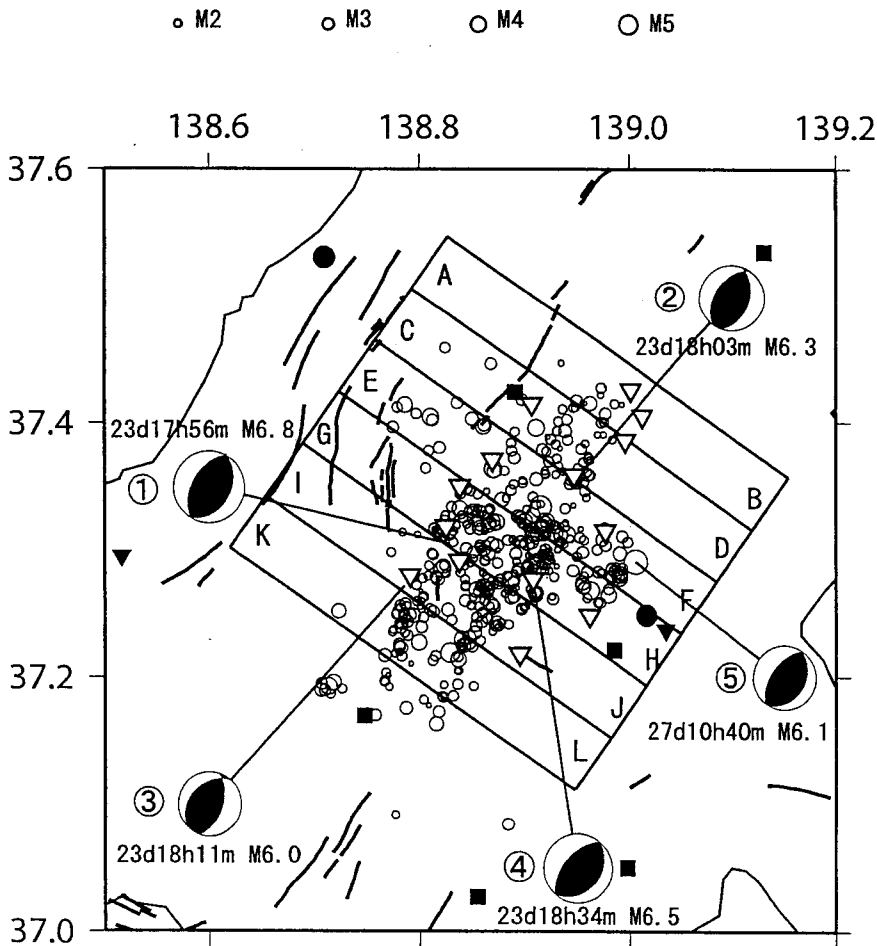 M2 M3 M4 M5
138.6 138.8 139.0 139.2
37.6
A
②
C
23d18h03m M6.3
E
37.4
23d17h56m M6.8
G
I
B
①
K
D
F
H
37.2
⑤
J
27d10h40m M6.1
L
③
23d18h11m M6.0
④
23d18h34m M6.5
37.0